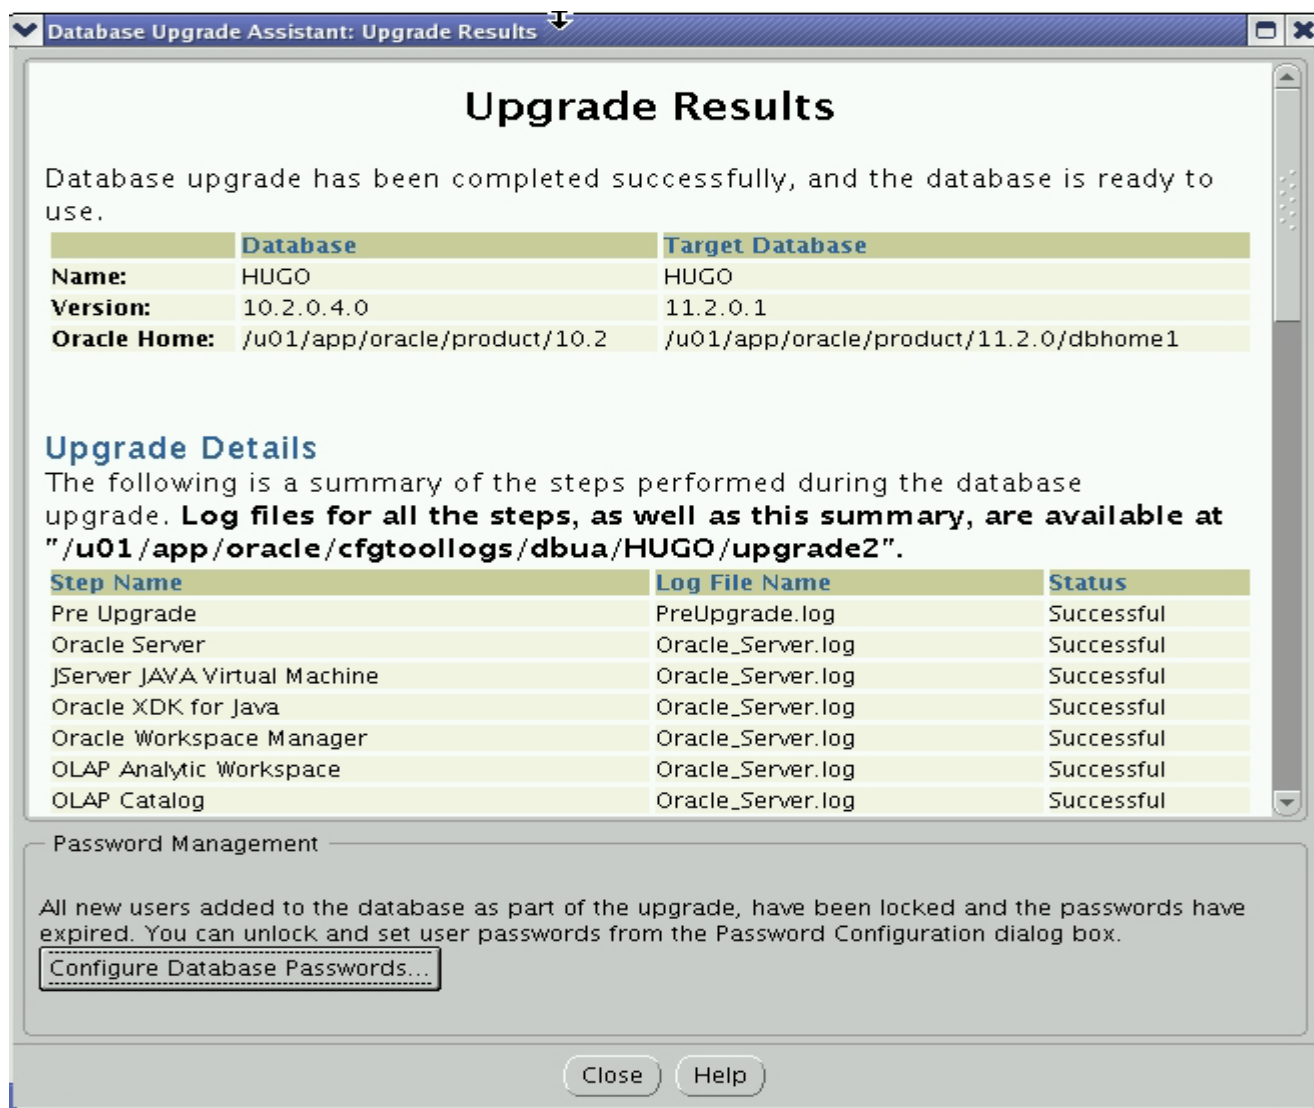 Database Upgrade Assistant: Upgrade Results
Upgrade Results
Database upgrade has been completed successfully, and the database is ready to
use.
Database Target Database
Name: HUGO HUGO
Version: 10.2.0.4.0 11.2.0.1
Oracle Home: /u01/app/oracle/product/10.2 /u01/app/oracle/product/11.2.0/dbhome1
Upgrade Details
The following is a summary of the steps performed during the database
upgrade. Log files for all the steps, as well as this summary, are available at
"/u01/app/oracle/cfgtoollogs/dbua/HUGO/upgrade2".
Step Name Log File Name Status
Pre Upgrade PreUpgrade.log Successful
Oracle Server Oracle_Server.log Successful
JServer JAVA Virtual Machine Oracle_Server.log Successful
Oracle XDK for Java Oracle_Server.log Successful
Oracle Workspace Manager Oracle_Server.log Successful
OLAP Analytic Workspace Oracle_Server.log Successful
OLAP Catalog Oracle_Server.log Successful
Password Management
All new users added to the database as part of the upgrade, have been locked and the passwords have
expired. You can unlock and set user passwords from the Password Configuration dialog box.
Configure Database Passwords...
Close Help